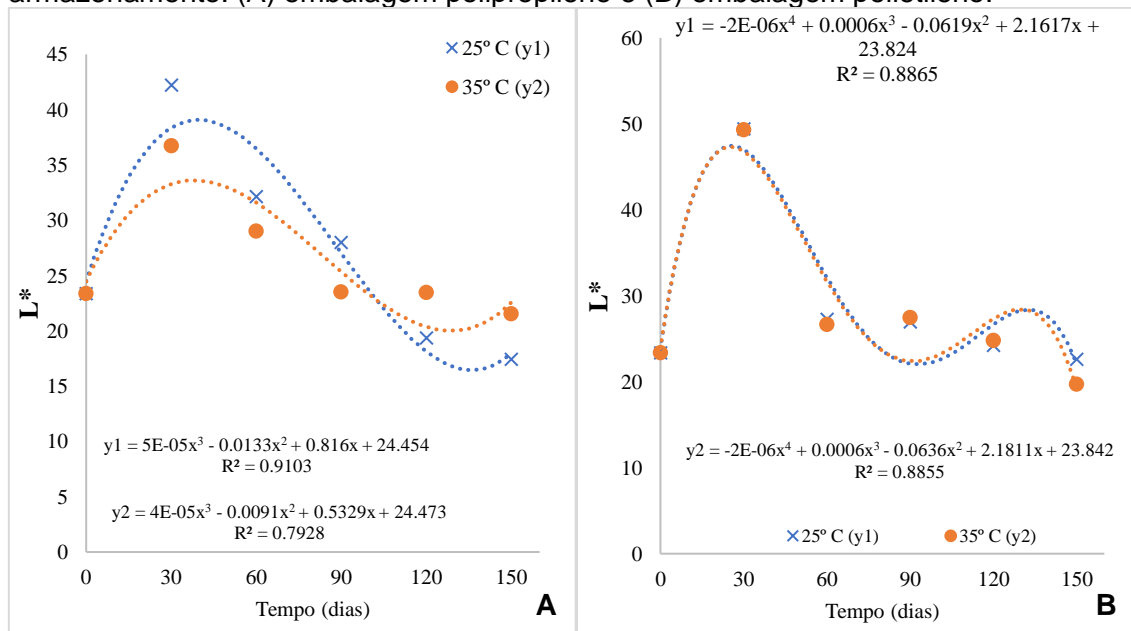 armazenamento. (A) embalagem polipropileno e (B) embalagem polietileno.
45
40
35
30
25
20
15
10
5
0
L*
× 25º C (y1)
● 35º C (y2)
y1 = 5E-05x³ - 0.0133x² + 0.816x + 24.454
R² = 0.9103
y2 = 4E-05x³ - 0.0091x² + 0.5329x + 24.473
R² = 0.7928
0 30 60 90 120 150
Tempo (dias)
A
y1 = -2E-06x⁴ + 0.0006x³ - 0.0619x² + 2.1617x +
23.824
R² = 0.8865
60
50
40
30
20
10
0
L*
y2 = -2E-06x⁴ + 0.0006x³ - 0.0636x² + 2.1811x + 23.842
R² = 0.8855
× 25º C (y1) ● 35º C (y2)
0 30 60 90 120 150
Tempo (dias)
B